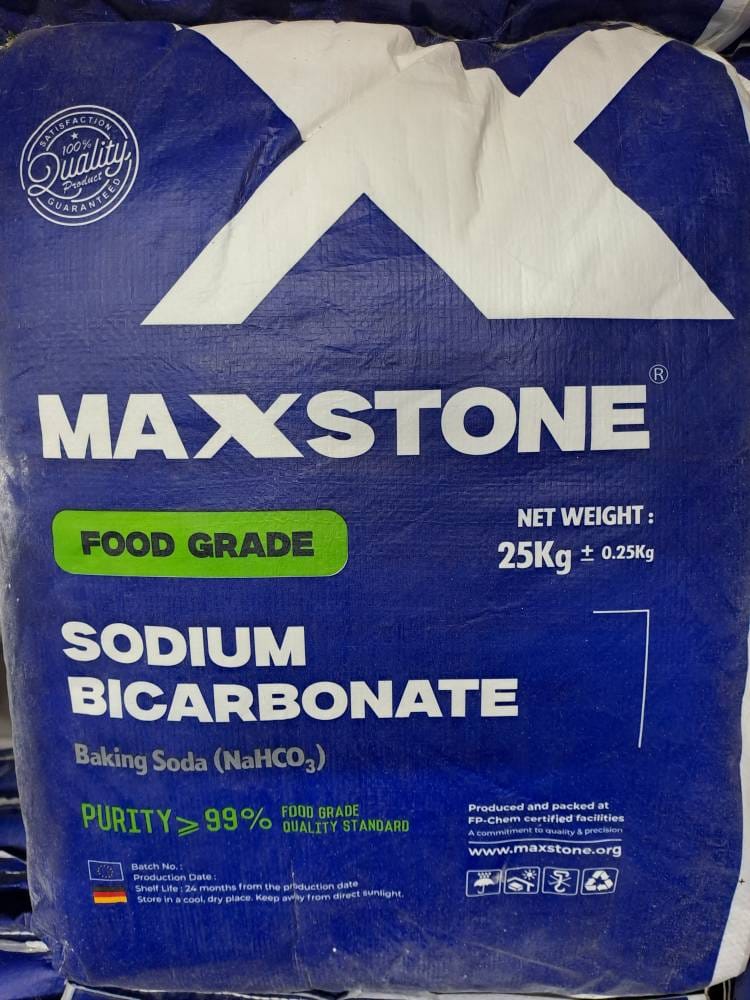 SATISFACTION
100%
Quality
Product
GUARANTEED
MAXSTONE®
FOOD GRADE
NET WEIGHT :
25Kg ± 0.25Kg
SODIUM
BICARBONATE
Baking Soda (NaHCO₃)
PURITY ⩾ 99% FOOD GRADE
QUALITY STANDARD
Produced and packed at
FP-Chem certified facilities
A commitment to quality & precision
www.maxstone.org
Batch No. :
Production Date :
Shelf Life : 24 months from the production date
Store in a cool, dry place. Keep away from direct sunlight.